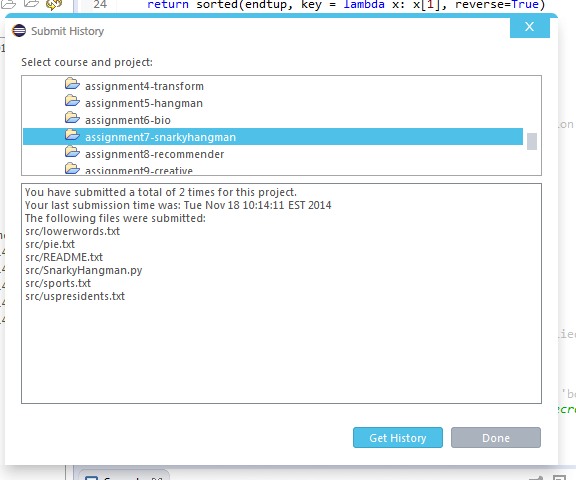 24 return sorted(endtup, key = lambda x: x[1], reverse=True)
Submit History
X
Select course and project:
assignment4-transform
assignment5-hangman
assignment6-bio
assignment7-snarkyhangman
assignment8-recommender
assignment9-creative
You have submitted a total of 2 times for this project.
Your last submission time was: Tue Nov 18 10:14:11 EST 2014
The following files were submitted:
src/lowerwords.txt
src/pie.txt
src/README.txt
src/SnarkyHangman.py
src/sports.txt
src/uspresidents.txt
Get History
Done